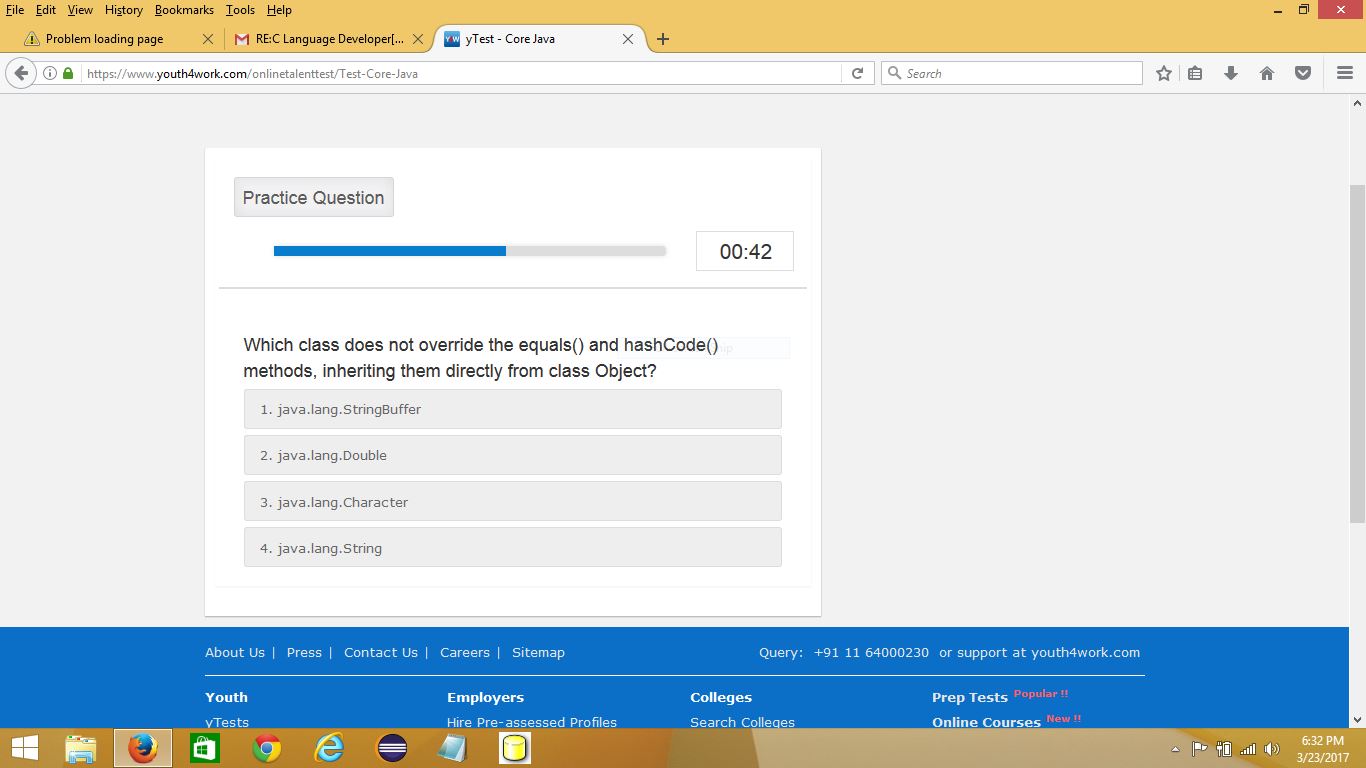 File Edit View History Bookmarks Tools Help
Problem loading page
RE:C Language Developer[...
yTest - Core Java
https://www.youth4work.com/onlinetalenttest/Test-Core-Java
Search
Practice Question
00:42
Which class does not override the equals() and hashCode()
methods, inheriting them directly from class Object?
1. java.lang.StringBuffer
2. java.lang.Double
3. java.lang.Character
4. java.lang.String
About Us | Press | Contact Us | Careers | Sitemap
Query: +91 11 64000230 or support at youth4work.com
Youth Employers Colleges Prep Tests Popular !!
yTests Hire Pre-assessed Profiles Search Colleges Online Courses New !!
6:32 PM
3/23/2017